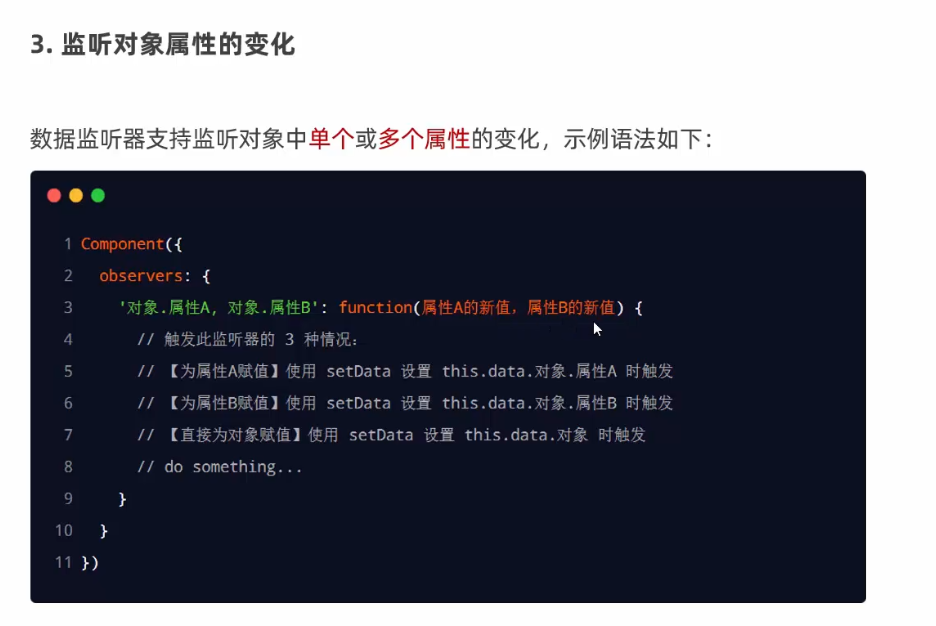 3. 监听对象属性的变化
数据监听器支持监听对象中单个或多个属性的变化，示例语法如下：
1 Component({
2   observers: {
3     '对象.属性A, 对象.属性B': function(属性A的新值, 属性B的新值) {
4       // 触发此监听器的 3 种情况：
5       // 【为属性A赋值】使用 setData 设置 this.data.对象.属性A 时触发
6       // 【为属性B赋值】使用 setData 设置 this.data.对象.属性B 时触发
7       // 【直接为对象赋值】使用 setData 设置 this.data.对象 时触发
8       // do something...
9     }
10   }
11 })